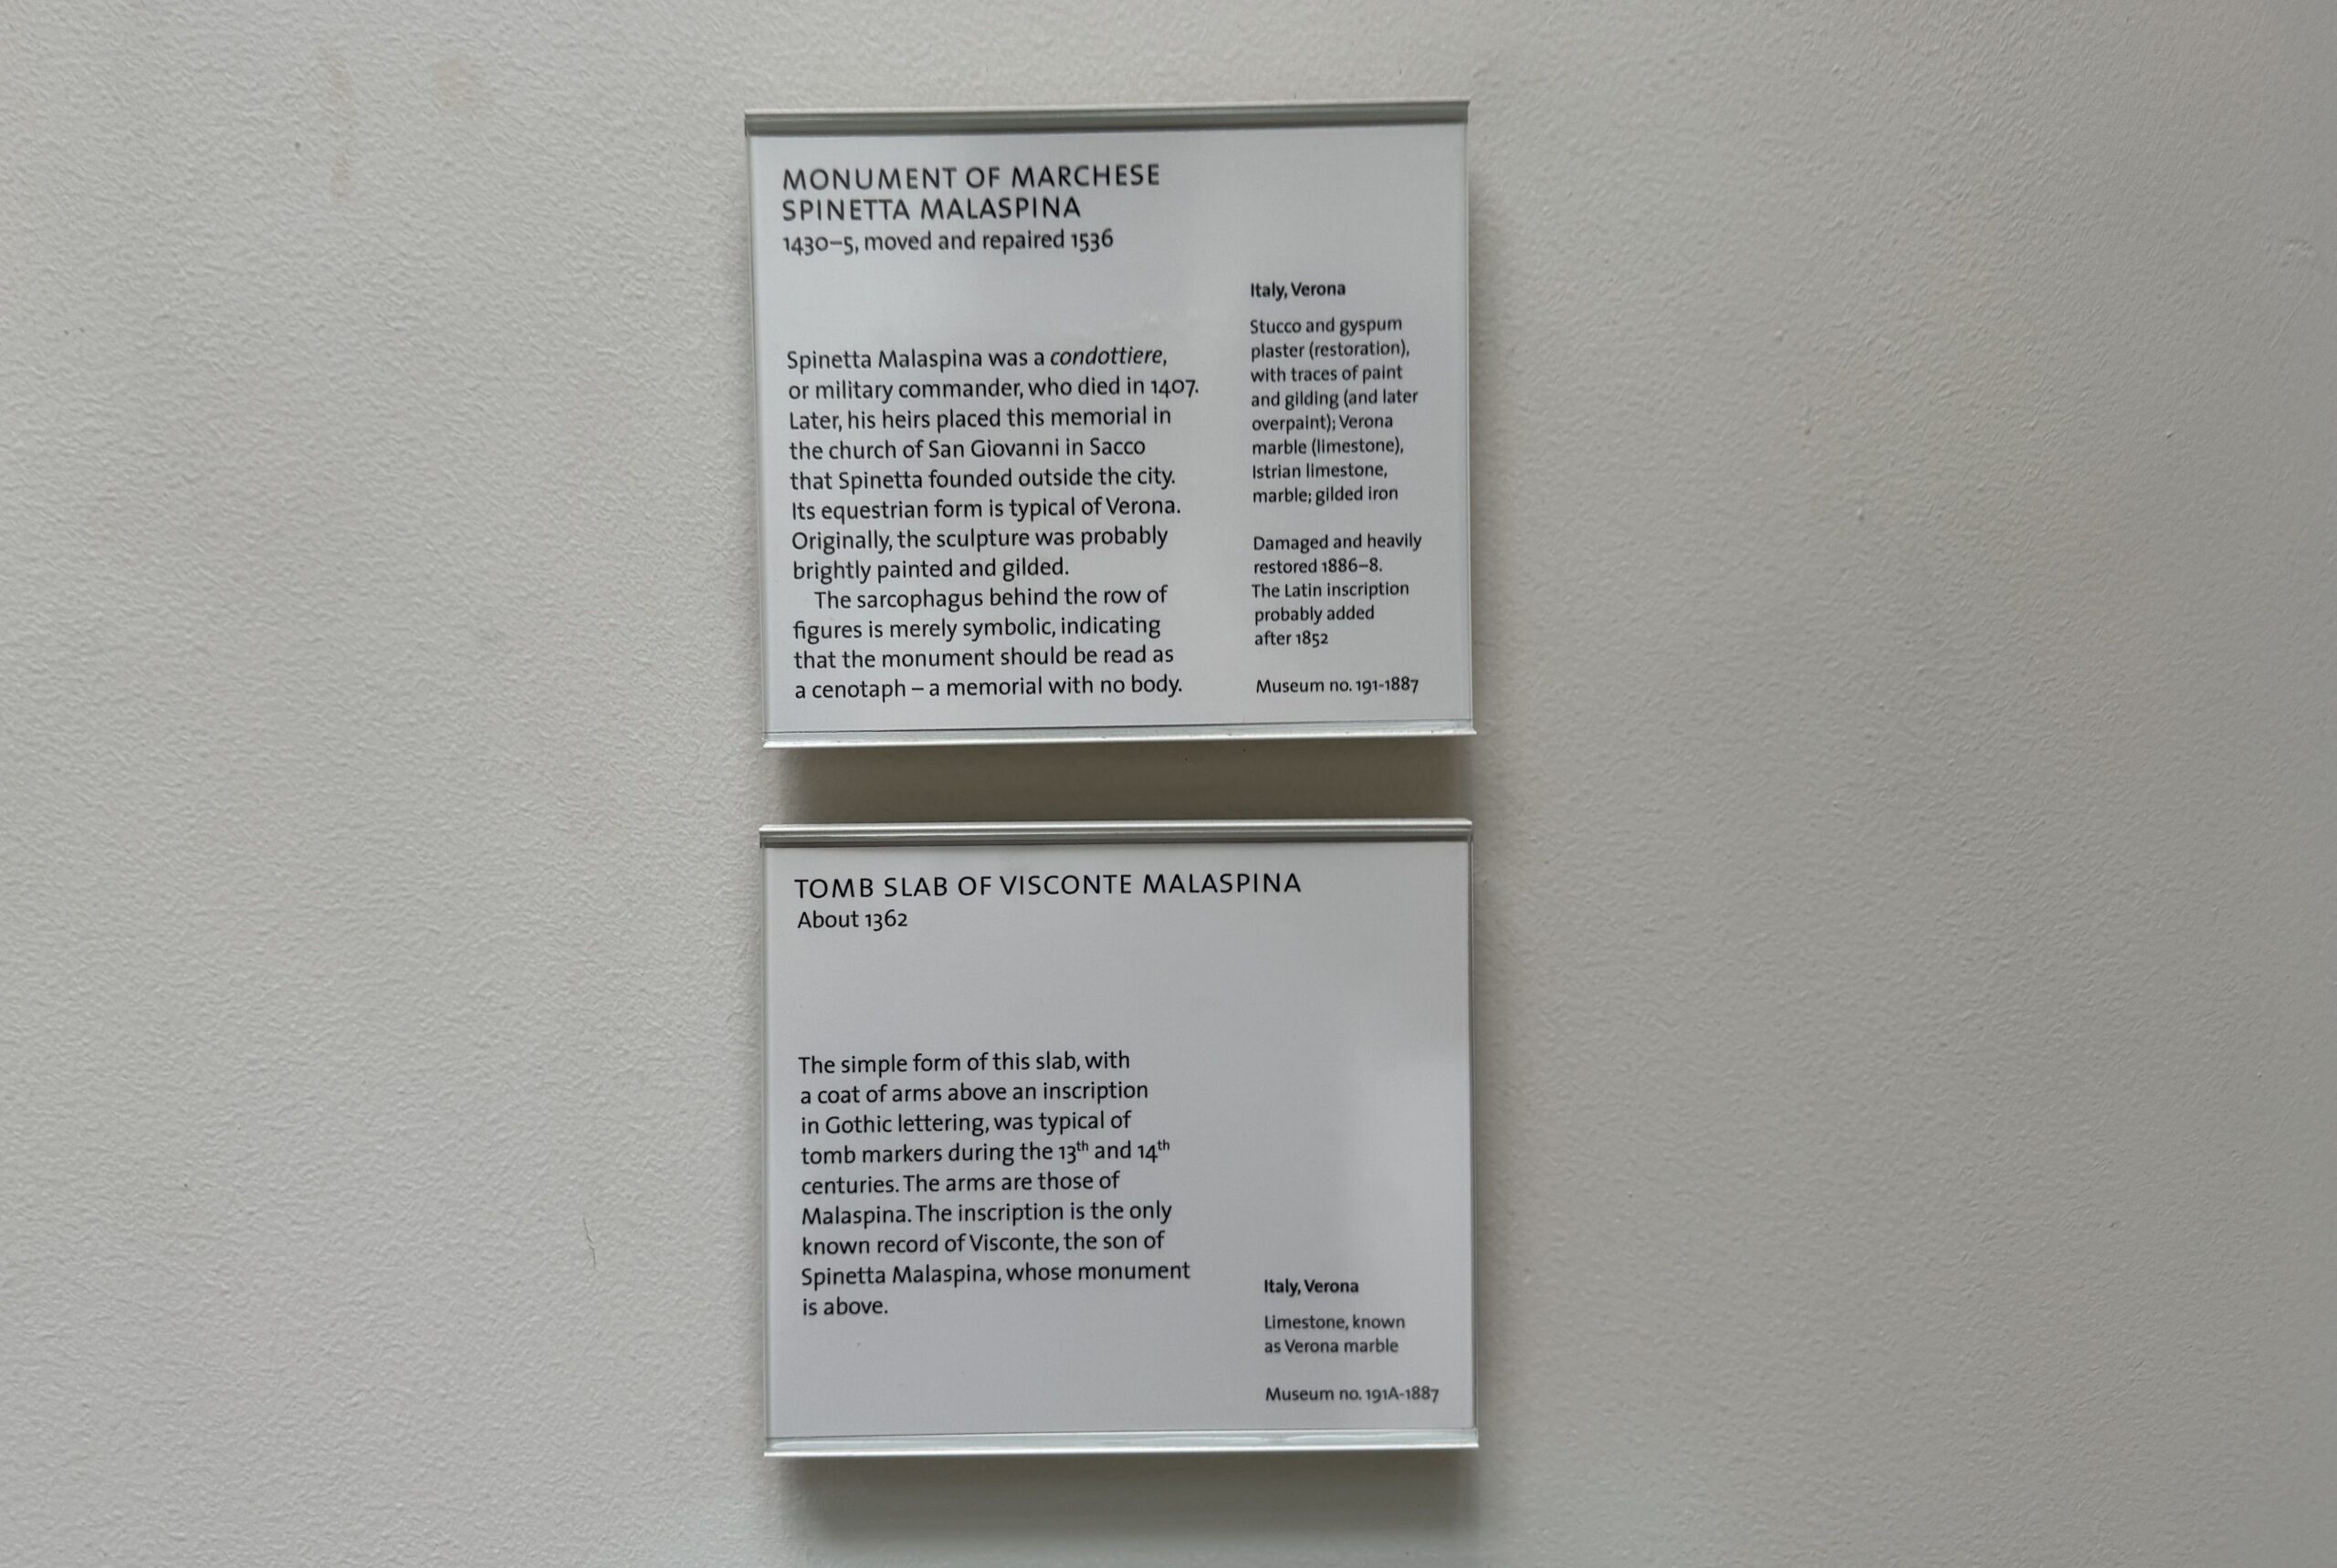 MONUMENT OF MARCHESE
SPINETTA MALASPINA
1430–5, moved and repaired 1536
Spinetta Malaspina was a condottiere,
or military commander, who died in 1407.
Later, his heirs placed this memorial in
the church of San Giovanni in Sacco
that Spinetta founded outside the city.
Its equestrian form is typical of Verona.
Originally, the sculpture was probably
brightly painted and gilded.
The sarcophagus behind the row of
figures is merely symbolic, indicating
that the monument should be read as
a cenotaph – a memorial with no body.
Italy, Verona
Stucco and gyspum
plaster (restoration),
with traces of paint
and gilding (and later
overpaint); Verona
marble (limestone),
Istrian limestone,
marble; gilded iron
Damaged and heavily
restored 1886–8.
The Latin inscription
probably added
after 1852
Museum no. 191-1887
TOMB SLAB OF VISCONTE MALASPINA
About 1362
The simple form of this slab, with
a coat of arms above an inscription
in Gothic lettering, was typical of
tomb markers during the 13th and 14th
centuries. The arms are those of
Malaspina. The inscription is the only
known record of Visconte, the son of
Spinetta Malaspina, whose monument
is above.
Italy, Verona
Limestone, known
as Verona marble
Museum no. 191A-1887